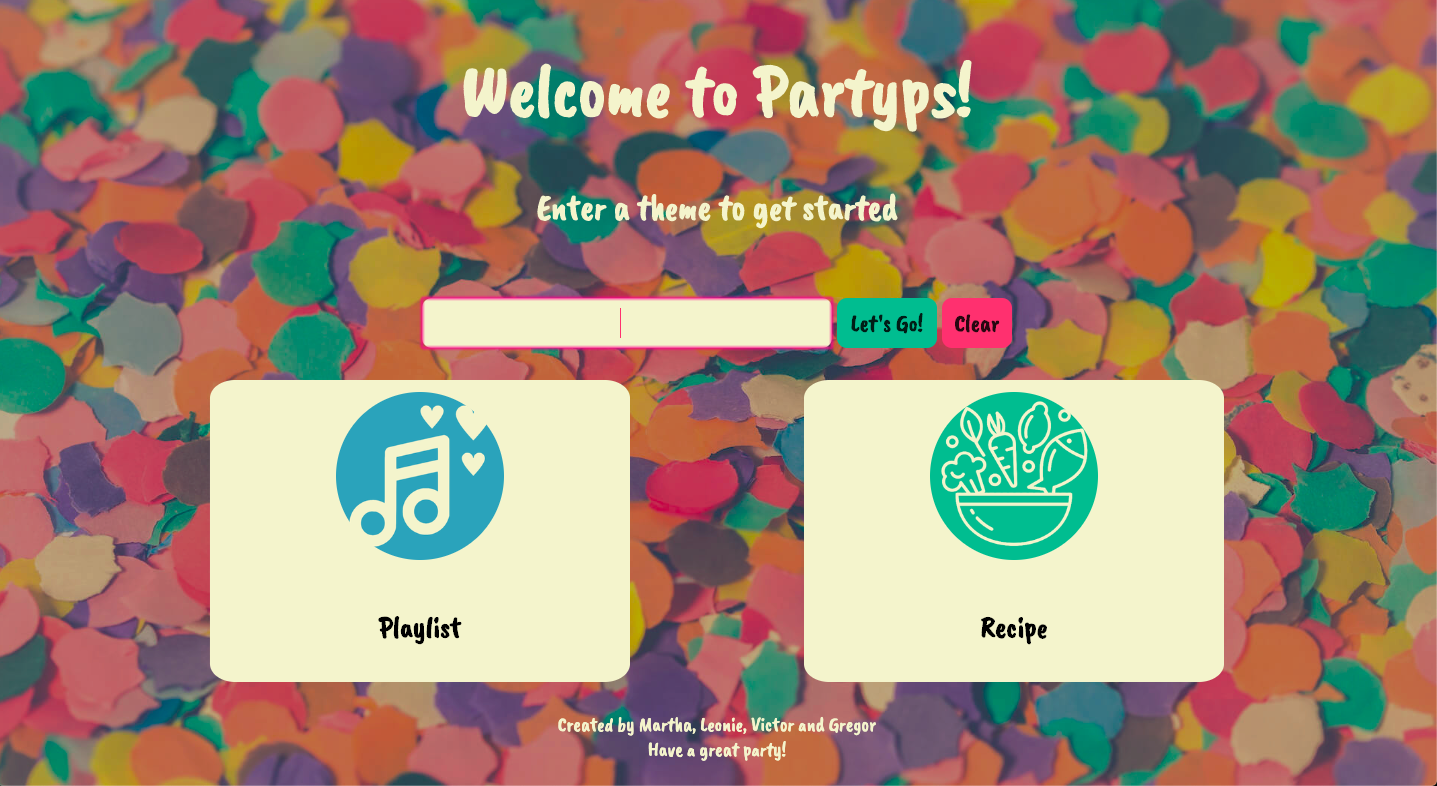 Welcome to Partyps!
Enter a theme to get started
Let's Go! Clear
Playlist
Recipe
Created by Martha, Leonie, Victor and Gregor
Have a great party!